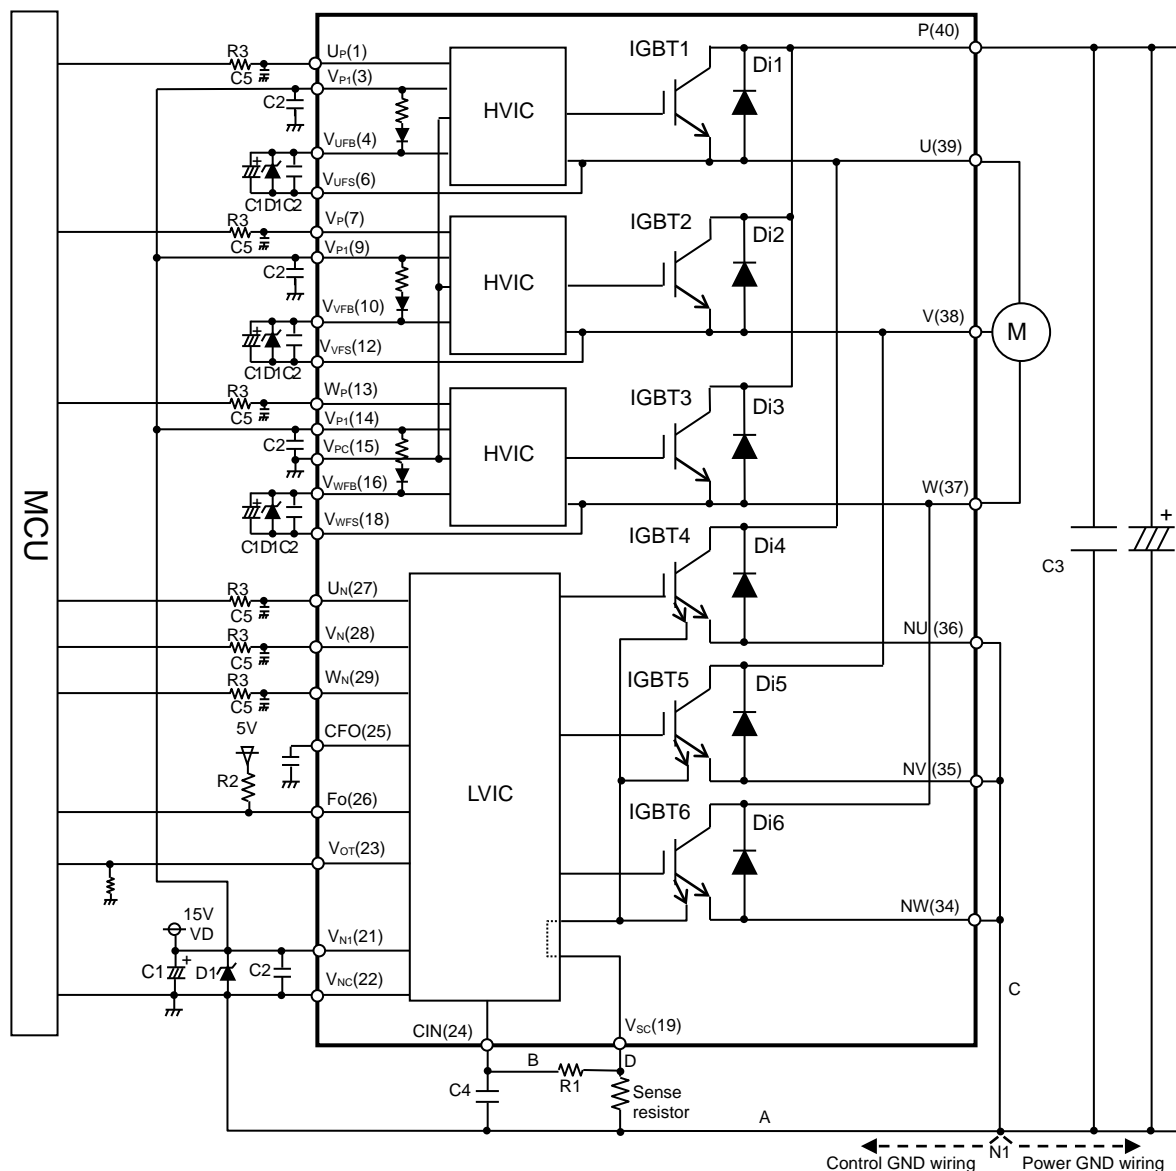 P(40)
IGBT1
Di1
R3
C5
UP(1)
VP1(3)
C2
HVIC
VUFB(4)
U(39)
VUFS(6)
C1D1C2
R3
C5
VP(7)
VP1(9)
C2
IGBT2
Di2
HVIC
VVFB(10)
V(38)
M
VVFS(12)
C1D1C2
R3
C5
WP(13)
VP1(14)
C2
VPC(15)
IGBT3
Di3
HVIC
VWFB(16)
W(37)
VWFS(18)
C1D1C2
MCU
IGBT4
Di4
+
C3
R3
C5
UN(27)
NU(36)
R3
C5
VN(28)
R3
C5
WN(29)
IGBT5
Di5
5V
CFO(25)
R2
NV(35)
LVIC
Fo(26)
IGBT6
Di6
VOT(23)
NW(34)
15V
VD
VN1(21)
C1
+
D1
C2
VNC(22)
C
CIN(24)
VSC(19)
B
D
R1
C4
Sense
resistor
A
N1
Control GND wiring
Power GND wiring